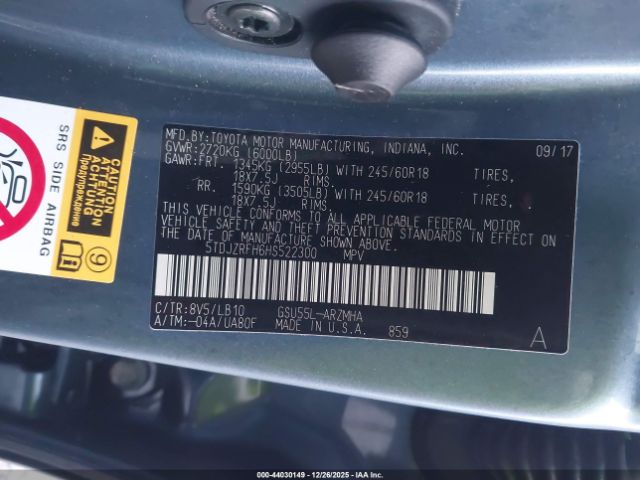 MFD.BY:TOYOTA MOTOR MANUFACTURING, INDIANA, INC. 09/17
GVWR:2720KG (6000LB)
GAWR:FRT. 1345KG (2955LB) WITH 245/60R18 TIRES,
18X7.5J RIMS.
RR. 1590KG (3505LB) WITH 245/60R18 TIRES,
18X7.5J RIMS.
THIS VEHICLE CONFORMS TO ALL APPLICABLE FEDERAL MOTOR
VEHICLE SAFETY AND THEFT PREVENTION STANDARDS IN EFFECT
ON THE DATE OF MANUFACTURE SHOWN ABOVE.
5TDJZRFH6HS522300 MPV
C/TR:8V5/LB10 GSU55L-ARZMHA
A/TM:-04A/UA80F MADE IN U.S.A. 859
A
SRS SIDE AIRBAG
ATTENTION
ACHTUNG
Предупреждение
9
000-44030149 - 12/26/2025 - IAA Inc.